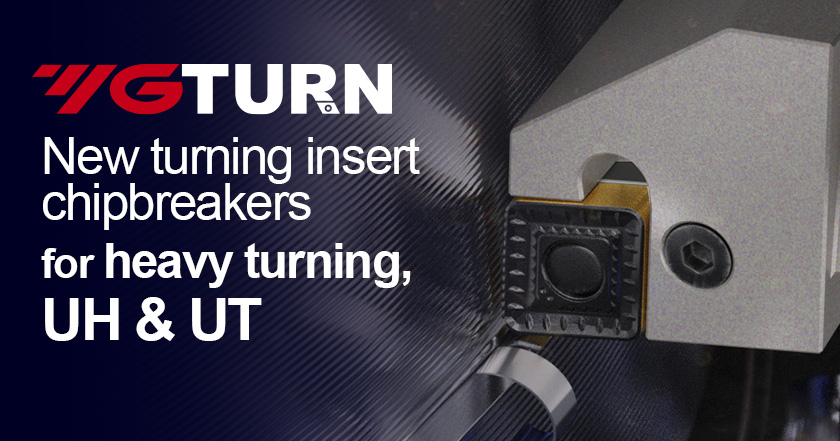 YGTURN
New turning insert
chipbreakers
for heavy turning,
UH & UT